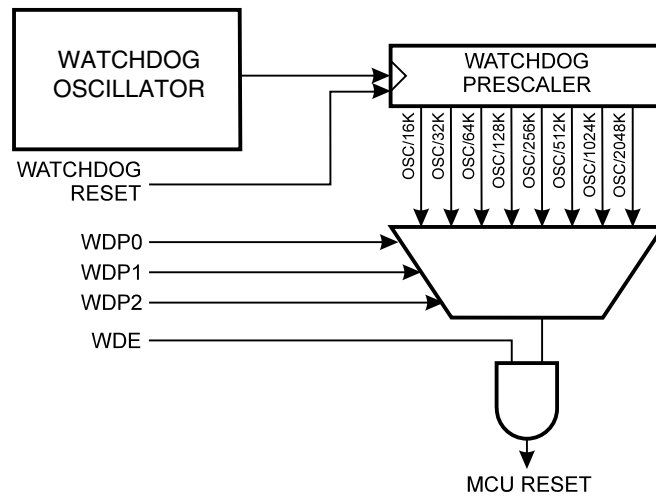 WATCHDOG
OSCILLATOR
WATCHDOG
PRESCALER
WATCHDOG
RESET
OSC/16K
OSC/32K
OSC/64K
OSC/128K
OSC/256K
OSC/512K
OSC/1024K
OSC/2048K
WDP0
WDP1
WDP2
WDE
MCU RESET